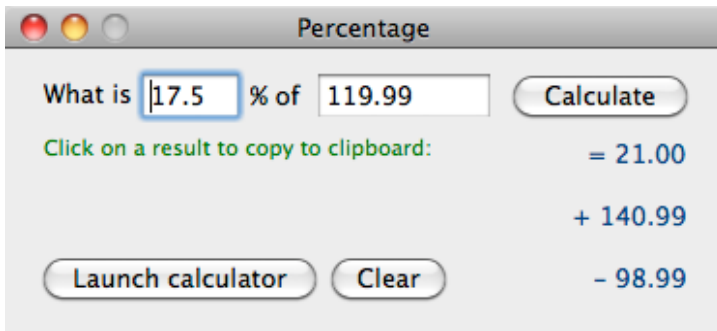 Percentage
What is 17.5 % of 119.99 Calculate
Click on a result to copy to clipboard: = 21.00
+ 140.99
Launch calculator Clear – 98.99